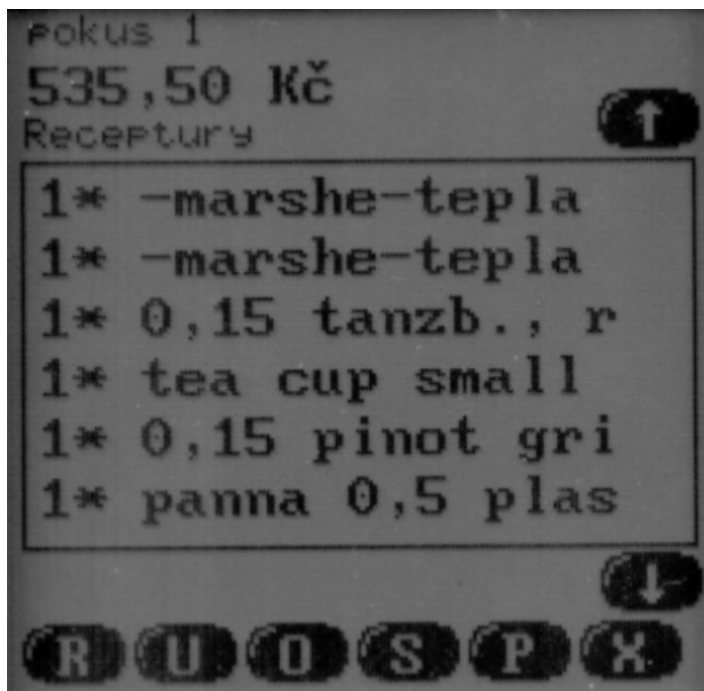 pokus 1
535,50 Kč
Receptury
1* -marshe-tepla
1* -marshe-tepla
1* 0,15 tanzb., r
1* tea cup small
1* 0,15 pinot gri
1* panna 0,5 plas
R U O S P X